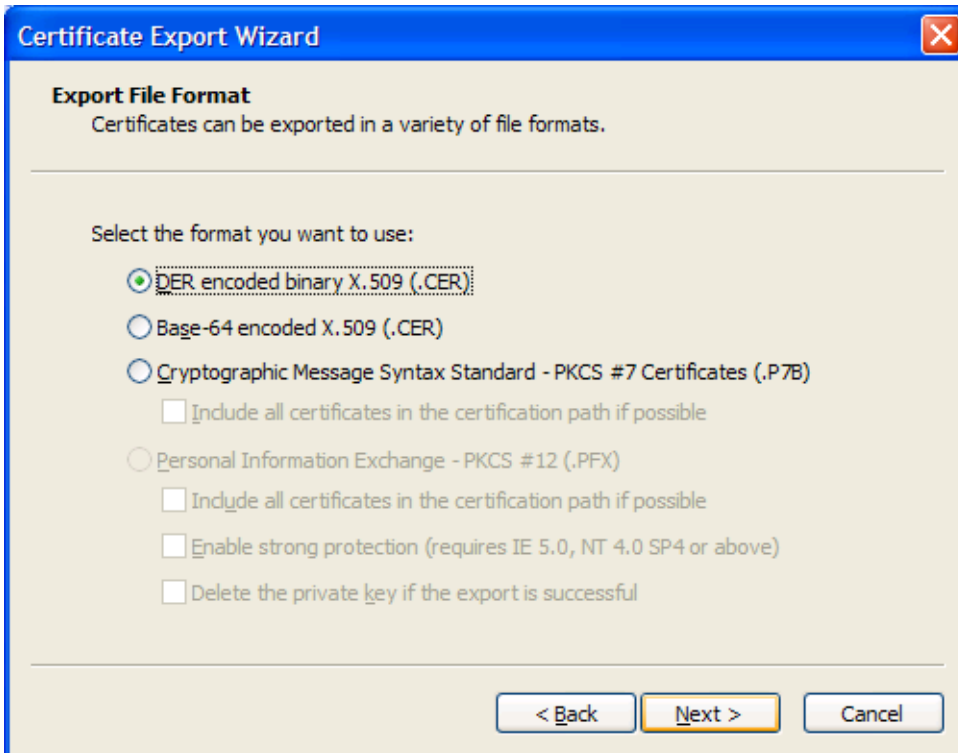 Certificate Export Wizard
Export File Format
Certificates can be exported in a variety of file formats.
Select the format you want to use:
DER encoded binary X.509 (.CER)
Base-64 encoded X.509 (.CER)
Cryptographic Message Syntax Standard - PKCS #7 Certificates (.P7B)
Include all certificates in the certification path if possible
Personal Information Exchange - PKCS #12 (.PFX)
Include all certificates in the certification path if possible
Enable strong protection (requires IE 5.0, NT 4.0 SP4 or above)
Delete the private key if the export is successful
< Back Next > Cancel